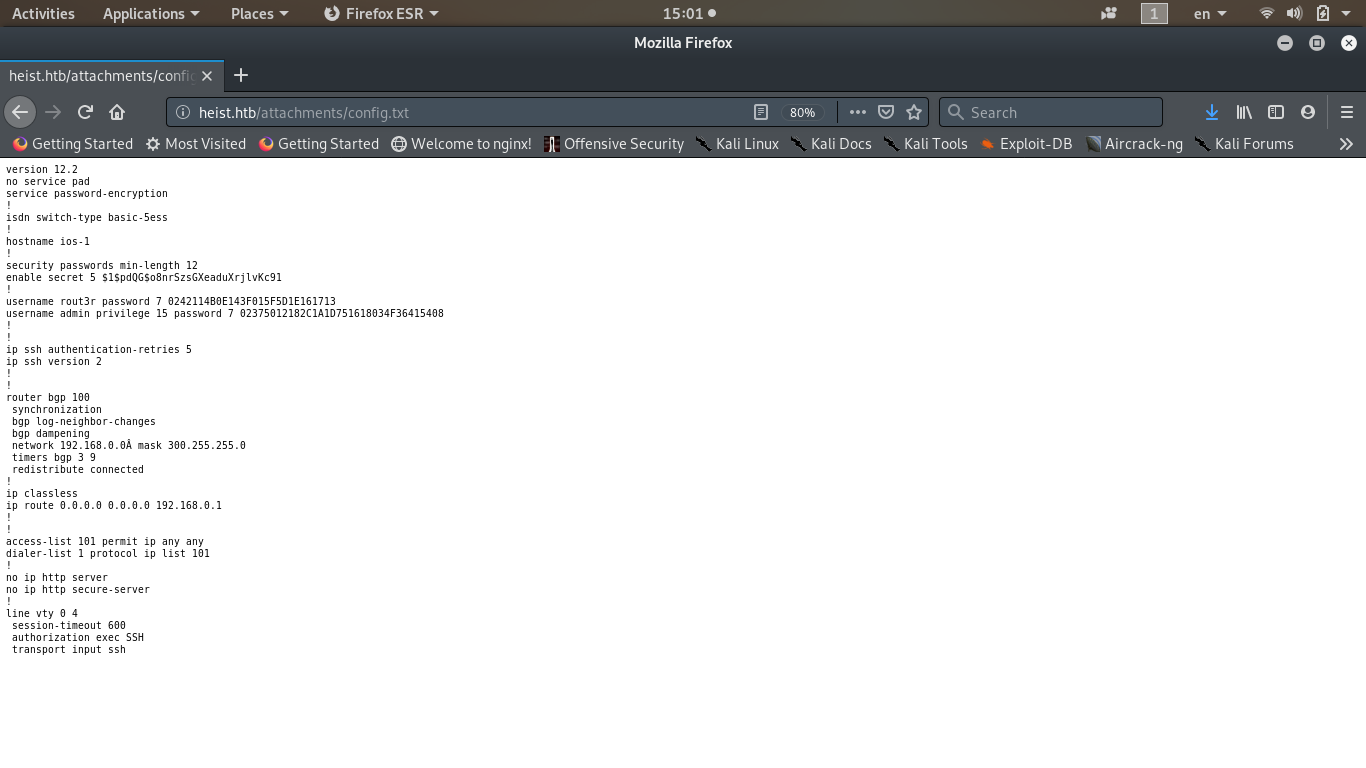 Activities Applications Places Firefox ESR 15:01 1 en
Mozilla Firefox
heist.htb/attachments/confi
heist.htb/attachments/config.txt 80% Search
Getting Started Most Visited Getting Started Welcome to nginx! Offensive Security Kali Linux Kali Docs Kali Tools Exploit-DB Aircrack-ng Kali Forums
version 12.2
no service pad
service password-encryption
!
isdn switch-type basic-5ess
!
hostname ios-1
!
security passwords min-length 12
enable secret 5 $1$pdQG$o8nrSzsGXeaduXrjlvKc91
!
username rout3r password 7 0242114B0E143F015F5D1E161713
username admin privilege 15 password 7 02375012182C1A1D751618034F36415408
!
!
ip ssh authentication-retries 5
ip ssh version 2
!
!
router bgp 100
 synchronization
 bgp log-neighbor-changes
 bgp dampening
 network 192.168.0.0Â mask 300.255.255.0
 timers bgp 3 9
 redistribute connected
!
ip classless
ip route 0.0.0.0 0.0.0.0 192.168.0.1
!
!
access-list 101 permit ip any any
dialer-list 1 protocol ip list 101
!
no ip http server
no ip http secure-server
!
line vty 0 4
 session-timeout 600
 authorization exec SSH
 transport input ssh